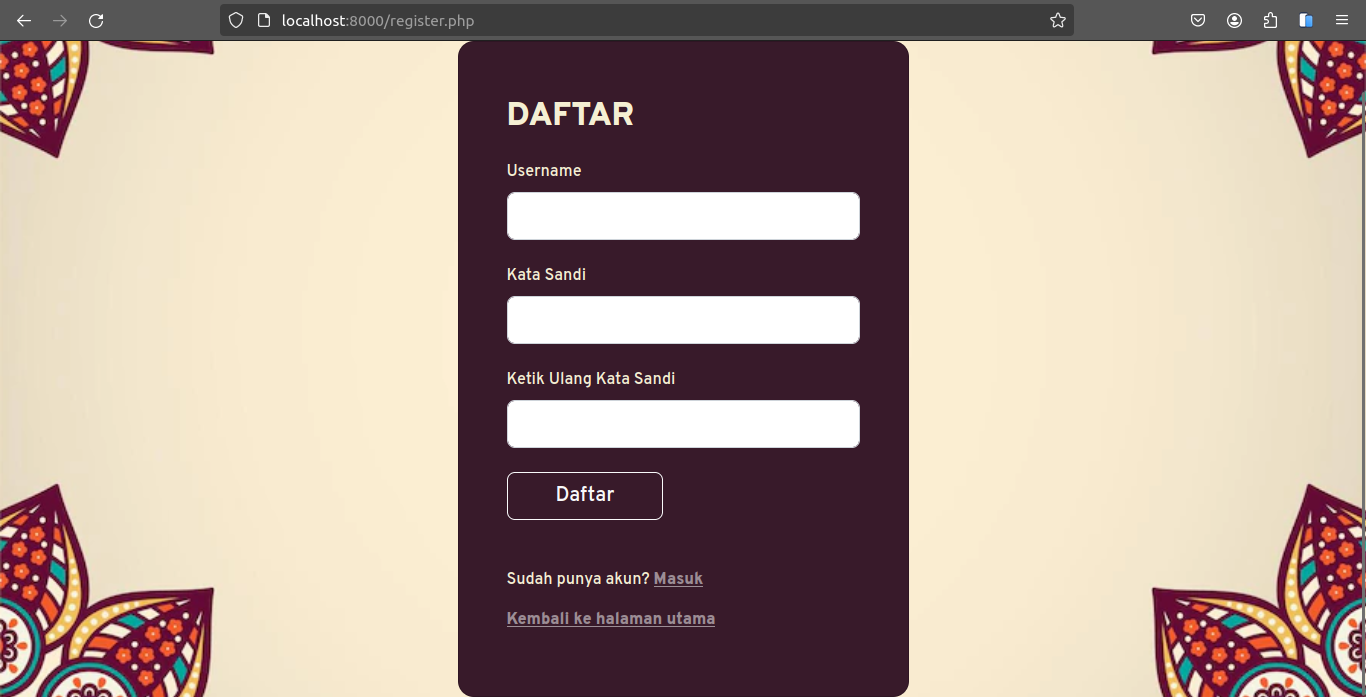 localhost:8000/register.php
DAFTAR
Username
Kata Sandi
Ketik Ulang Kata Sandi
Daftar
Sudah punya akun? Masuk
Kembali ke halaman utama